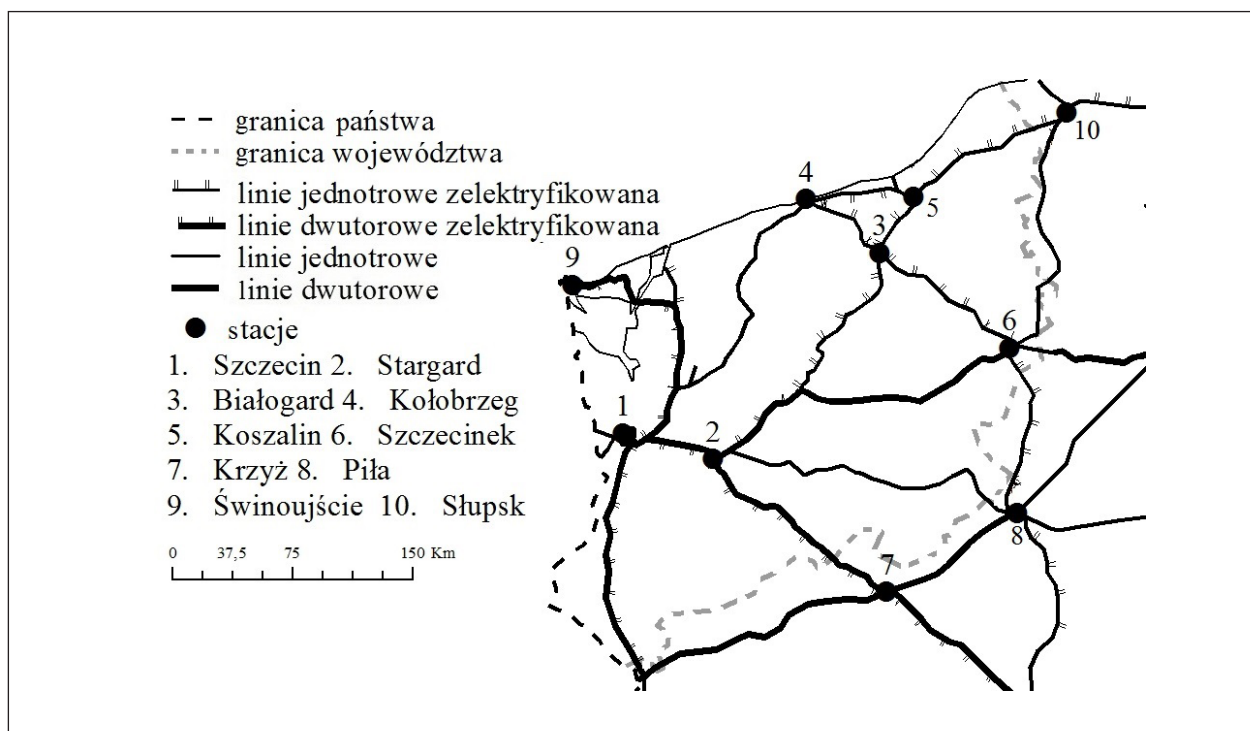 granica państwa
granica województwa
linie jednotrowe zelektryfikowana
linie dwutorowe zelektryfikowana
linie jednotrowe
linie dwutorowe
stacje
1. Szczecin 2. Stargard
3. Białogard 4. Kołobrzeg
5. Koszalin 6. Szczecinek
7. Krzyż 8. Piła
9. Świnoujście 10. Słupsk
0 37,5 75 150 Km
10
4
5
3
9
6
1
2
8
7